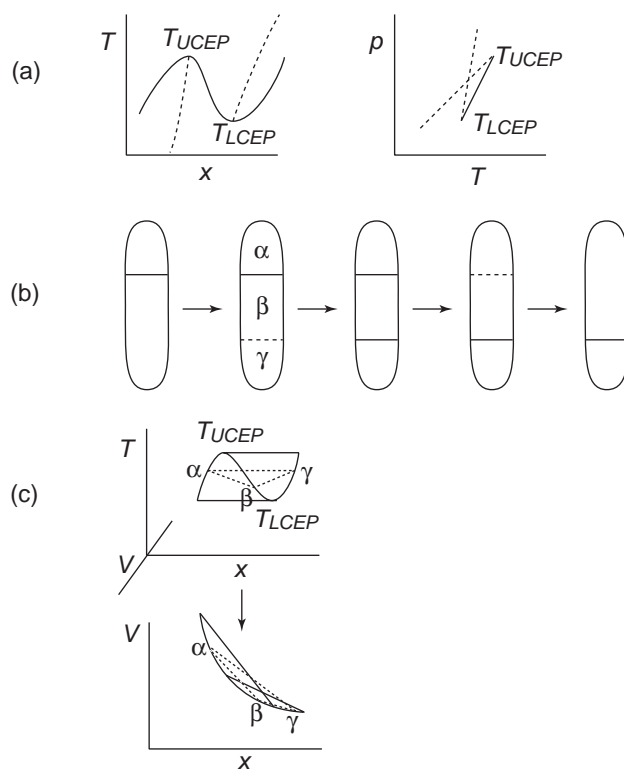 (a)
T
T_UCEP
T_LCEP
x
p
T_UCEP
T_LCEP
T
(b)
α
β
γ
(c)
T
T_UCEP
α
γ
β
T_LCEP
V
x
V
α
β
γ
x